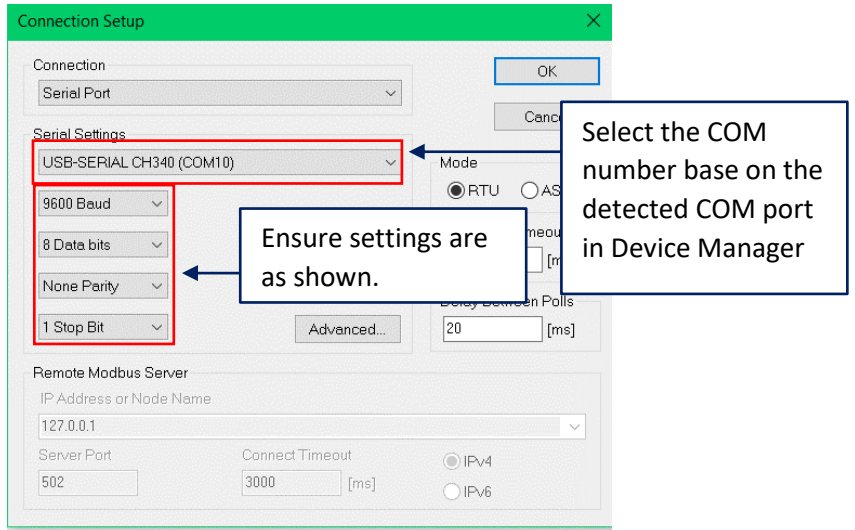 Connection Setup
Connection
OK
Serial Port
Serial Settings
USB-SERIAL CH340 (COM10)
Mode
RTU
9600 Baud
8 Data bits
None Parity
1 Stop Bit
Ensure settings are
as shown.
Select the COM
number base on the
detected COM port
in Device Manager
20 [ms]
Advanced...
Remote Modbus Server
IP Address or Node Name
127.0.0.1
Server Port
Connect Timeout
502
3000 [ms]
IPv4
IPv6